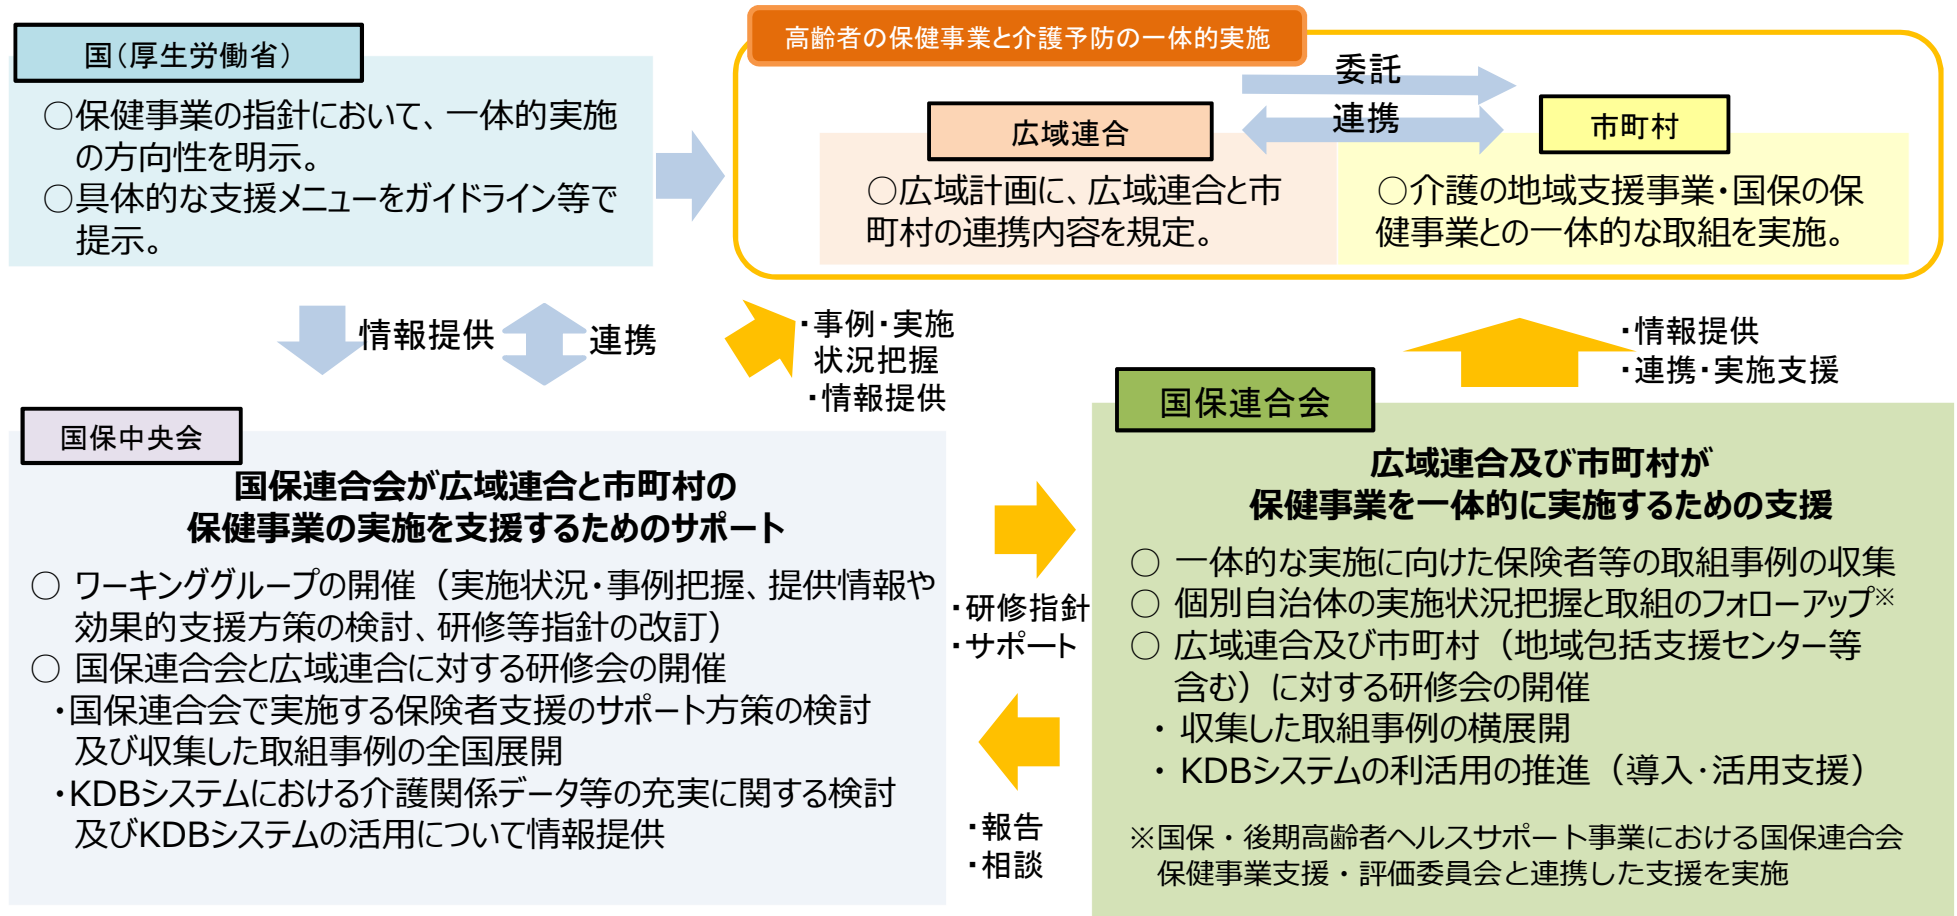 国(厚生労働省)
○保健事業の指針において、一体的実施
の方向性を明示。
○具体的な支援メニューをガイドライン等で
提示。
高齢者の保健事業と介護予防の一体的実施
委託
連携
広域連合
○広域計画に、広域連合と市
町村の連携内容を規定。
市町村
○介護の地域支援事業・国保の保
健事業との一体的な取組を実施。
情報提供
連携
・事例・実施
状況把握
・情報提供
・情報提供
・連携・実施支援
国保中央会
国保連合会が広域連合と市町村の
保健事業の実施を支援するためのサポート
○ ワーキンググループの開催（実施状況・事例把握、提供情報や
効果的支援方策の検討、研修等指針の改訂）
○ 国保連合会と広域連合に対する研修会の開催
・国保連合会で実施する保険者支援のサポート方策の検討
及び収集した取組事例の全国展開
・KDBシステムにおける介護関係データ等の充実に関する検討
及びKDBシステムの活用について情報提供
・研修指針
・サポート
・報告
・相談
国保連合会
広域連合及び市町村が
保健事業を一体的に実施するための支援
○ 一体的な実施に向けた保険者等の取組事例の収集
○ 個別自治体の実施状況把握と取組のフォローアップ※
○ 広域連合及び市町村（地域包括支援センター等
含む）に対する研修会の開催
・ 収集した取組事例の横展開
・ KDBシステムの利活用の推進（導入・活用支援）
※国保・後期高齢者ヘルスサポート事業における国保連合会
保健事業支援・評価委員会と連携した支援を実施